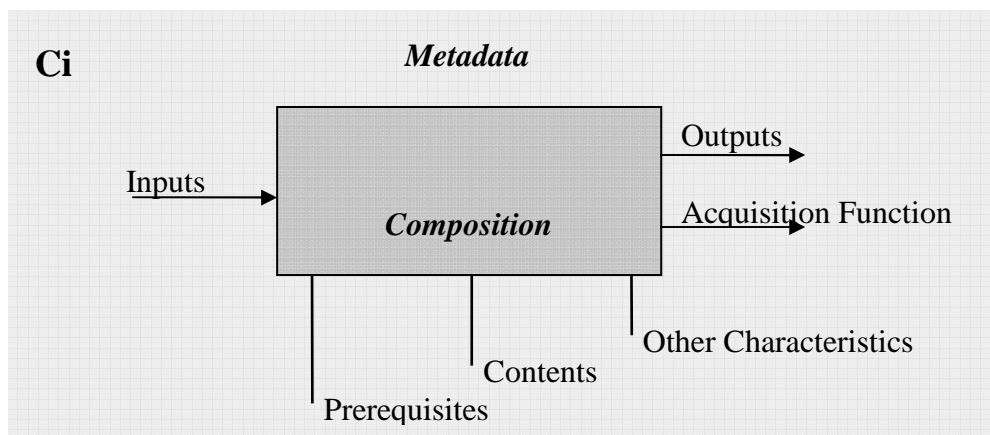 Metadata
Ci
Outputs
Inputs
Acquisition Function
Composition
Other Characteristics
Contents
Prerequisites